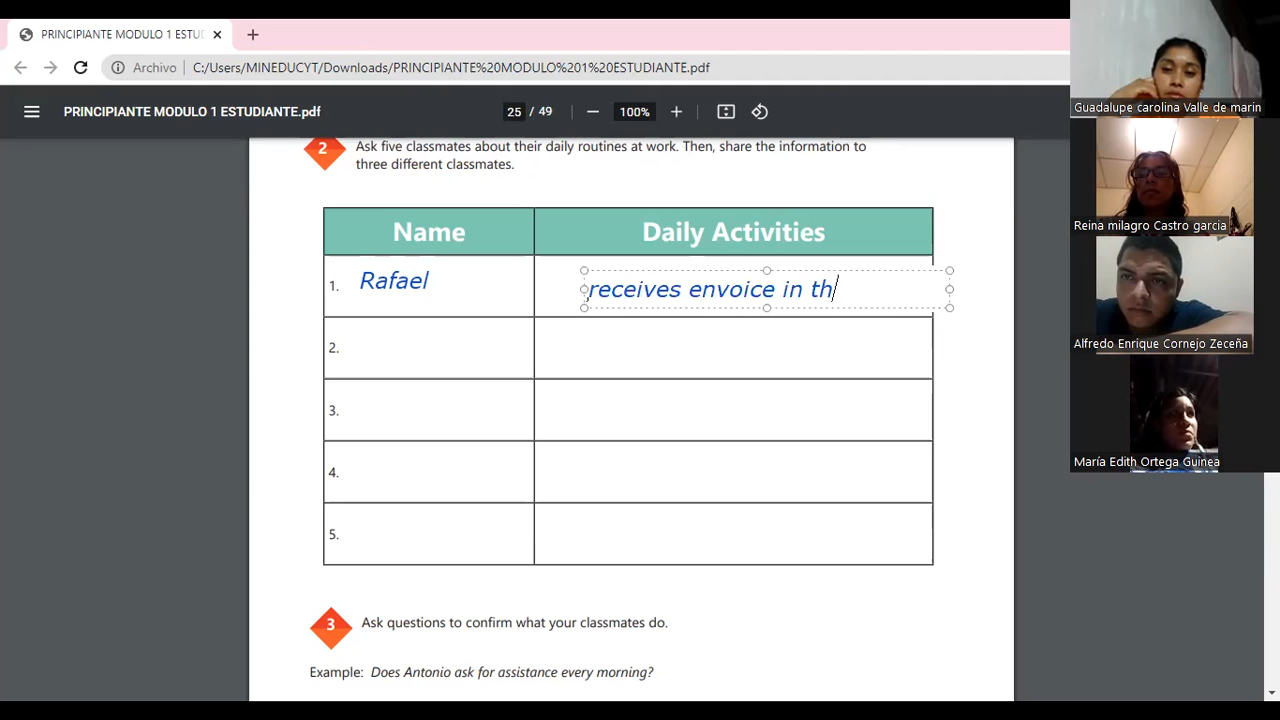 PRINCIPIANTE MODULO 1 ESTUI
Archivo
C:/Users/MINEDUCYT/Downloads/PRINCIPIANTE%20MODULO%201%20ESTUDIANTE.pdf
PRINCIPIANTE MODULO 1 ESTUDIANTE.pdf
25 / 49
100%
2
Ask five classmates about their daily routines at work. Then, share the information to
three different classmates.
Name
Daily Activities
1.
Rafael
receives envoice in th
2.
3.
4.
5.
3
Ask questions to confirm what your classmates do.
Example: Does Antonio ask for assistance every morning?
Guadalupe carolina Valle de marin
Reina milagro Castro garcia
Alfredo Enrique Cornejo Zeceña
María Edith Ortega Guinea